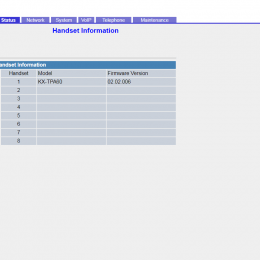 Status Network System VoIP Telephone Maintenance
Handset Information
andset Information
Handset Model Firmware Version
1 KX-TPA60 02.02.006
2
3
4
5
6
7
8